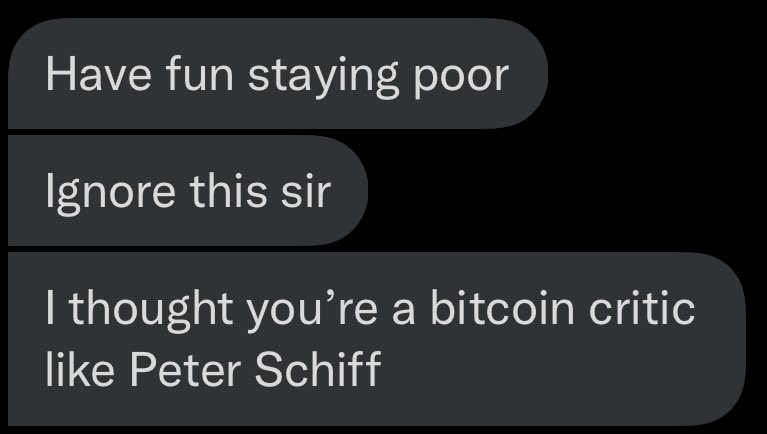 Have fun staying poor
Ignore this sir
I thought you’re a bitcoin critic
like Peter Schiff